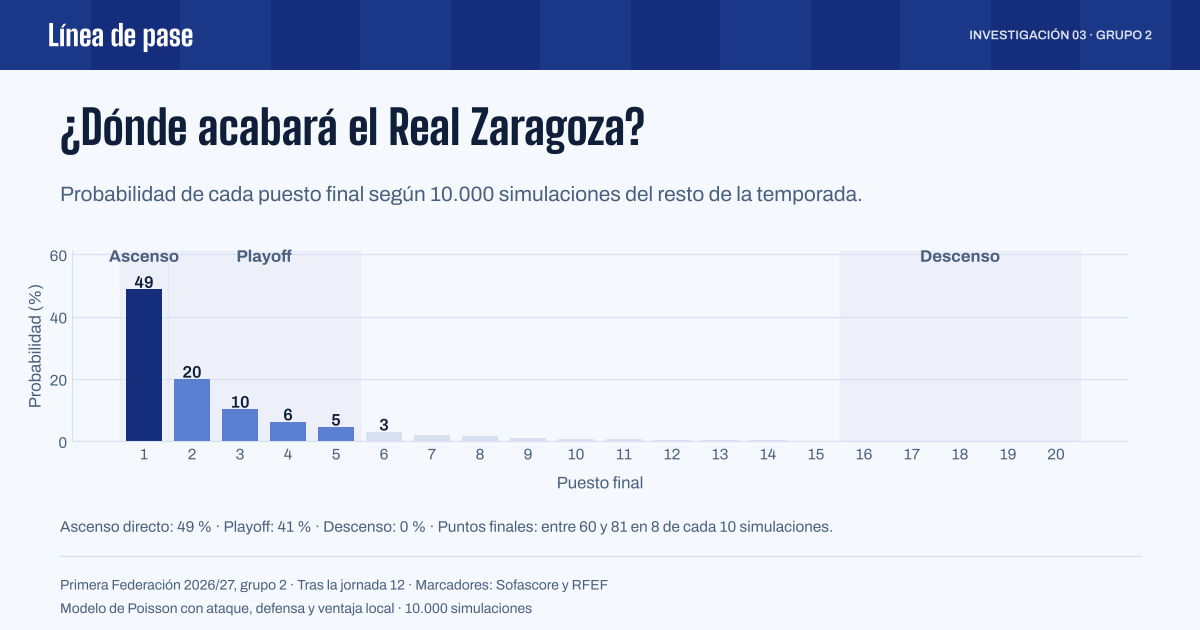 Línea de pase
INVESTIGACIÓN 03 · GRUPO 2
¿Dónde acabará el Real Zaragoza?
Probabilidad de cada puesto final según 10.000 simulaciones del resto de la temporada.
Ascenso Playoff Descenso
Probabilidad (%)
60
40
20
0
49
20
10
6
5
3
1 2 3 4 5 6 7 8 9 10 11 12 13 14 15 16 17 18 19 20
Puesto final
Ascenso directo: 49 % · Playoff: 41 % · Descenso: 0 % · Puntos finales: entre 60 y 81 en 8 de cada 10 simulaciones.
Primera Federación 2026/27, grupo 2 · Tras la jornada 12 · Marcadores: Sofascore y RFEF
Modelo de Poisson con ataque, defensa y ventaja local · 10.000 simulaciones